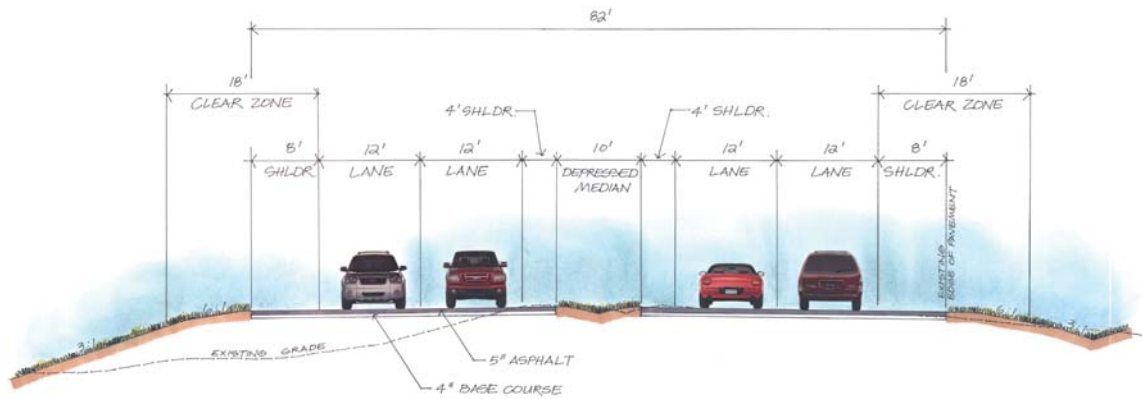 82'
18'
CLEAR ZONE
18'
CLEAR ZONE
4' SHLDR.
4' SHLDR.
8'
SHLDR.
12'
LANE
12'
LANE
10'
DEPRESSED
MEDIAN
12'
LANE
12'
LANE
8'
SHLDR.
EXISTING
EDGE OF PAVEMENT
3:1
6:1
6:1
3:1
EXISTING GRADE
5" ASPHALT
4" BASE COURSE